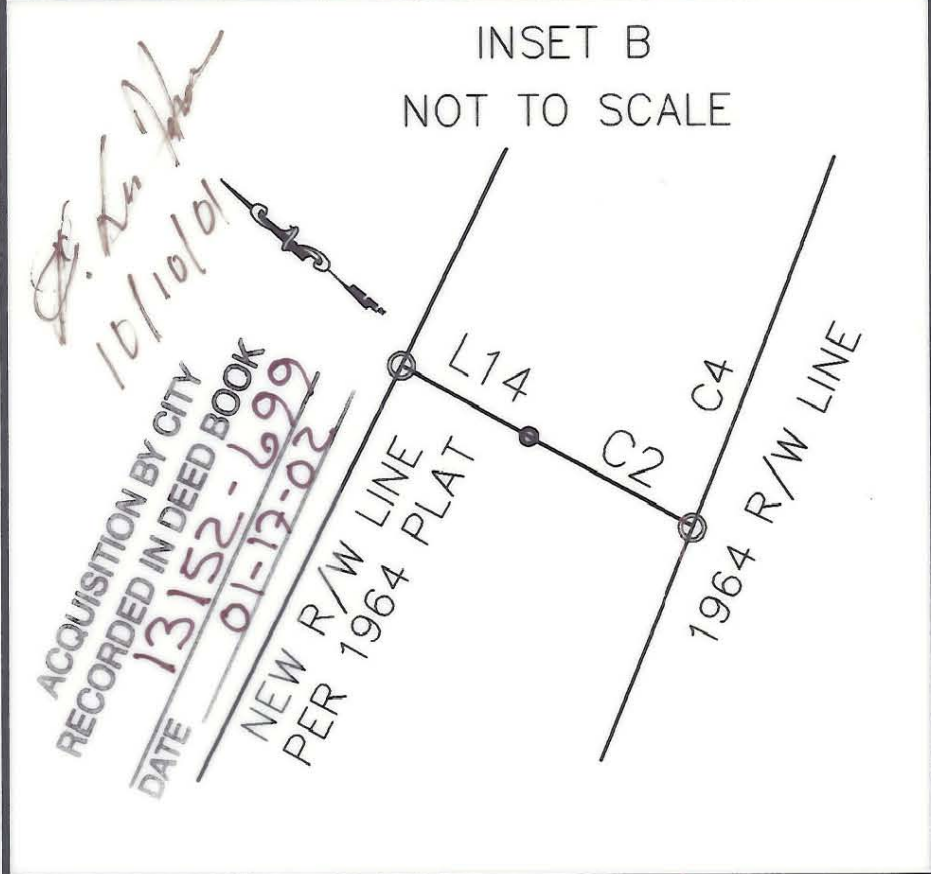 INSET B
NOT TO SCALE
10/10/01
L14
C2
C4
1964 R/W LINE
NEW R/W LINE
PER 1964 PLAT
ACQUISITION BY CITY
RECORDED IN DEED BOOK
13152-699
DATE 01-17-02